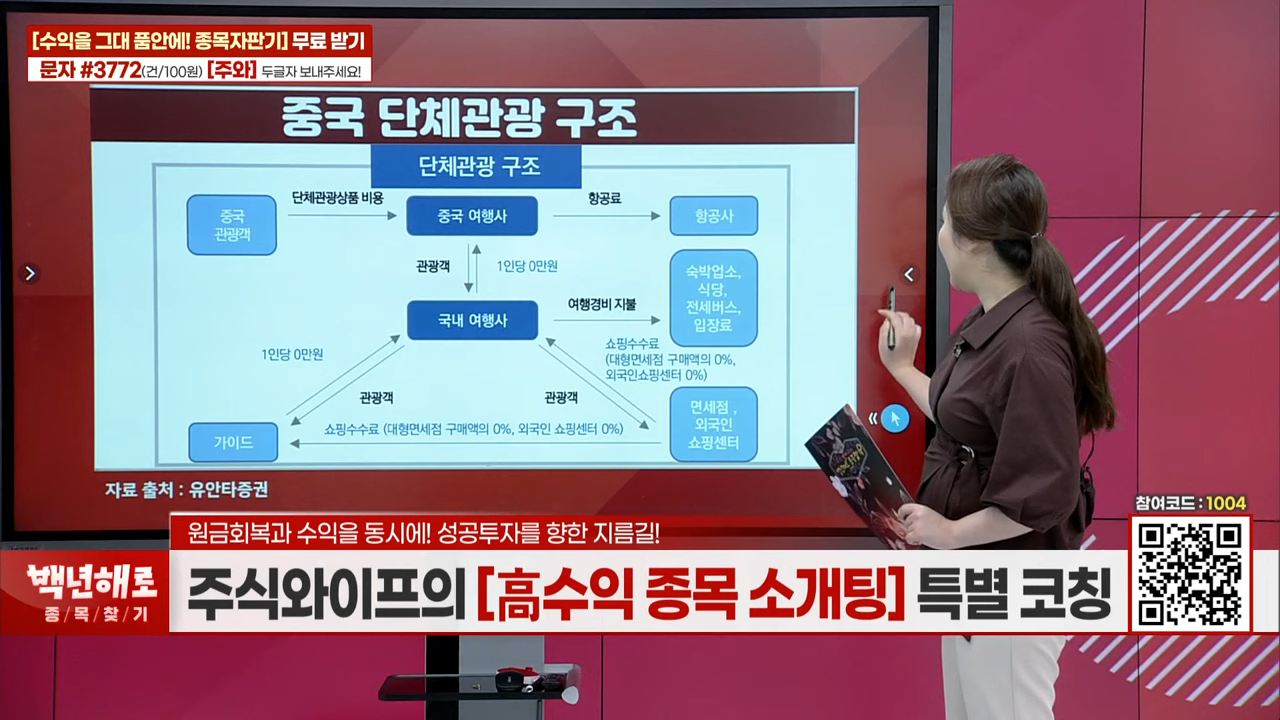 [수익을 그대 품안에! 종목자판기] 무료 받기
문자 #3772(건/100원) [주와] 두글자 보내주세요!
중국 단체관광 구조
단체관광 구조
중국
관광객
단체관광상품 비용
중국 여행사
항공료
항공사
관광객
1인당 0만원
숙박업소,
식당,
전세버스,
입장료
국내 여행사
여행경비 지불
1인당 0만원
쇼핑수수료
(대형면세점 구매액의 0%,
외국인쇼핑센터 0%)
관광객
관광객
면세점 ,
외국인
쇼핑센터
가이드
쇼핑수수료 (대형면세점 구매액의 0%, 외국인 쇼핑센터 0%)
자료 출처 : 유안타증권
참여코드 : 1004
원금회복과 수익을 동시에! 성공투자를 향한 지름길!
백년해로
종/목/찾/기
주식와이프의 [高수익 종목 소개팅] 특별 코칭